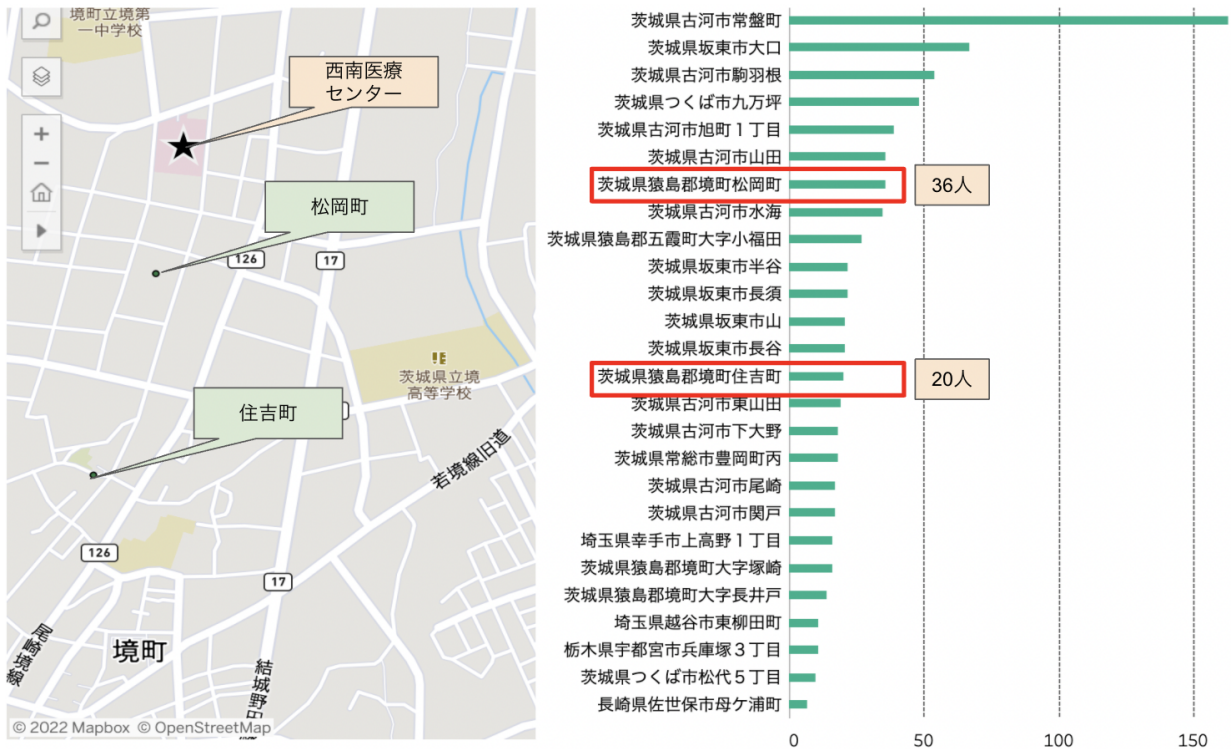 境町立境第
一中学校
西南医療
センター
松岡町
126
17
茨城県立境
高等学校
住吉町
若境線旧道
126
17
尾崎境線
境町
結城野田
© 2022 Mapbox © OpenStreetMap
茨城県古河市常盤町
茨城県坂東市大口
茨城県古河市駒羽根
茨城県つくば市九万坪
茨城県古河市旭町１丁目
茨城県古河市山田
茨城県猿島郡境町松岡町
36人
茨城県古河市水海
茨城県猿島郡五霞町大字小福田
茨城県坂東市半谷
茨城県坂東市長須
茨城県坂東市山
茨城県坂東市長谷
茨城県猿島郡境町住吉町
20人
茨城県古河市東山田
茨城県古河市下大野
茨城県常総市豊岡町丙
茨城県古河市尾崎
茨城県古河市関戸
埼玉県幸手市上高野１丁目
茨城県猿島郡境町大字塚崎
茨城県猿島郡境町大字長井戸
埼玉県越谷市東柳田町
栃木県宇都宮市兵庫塚３丁目
茨城県つくば市松代５丁目
長崎県佐世保市母ケ浦町
0 50 100 150